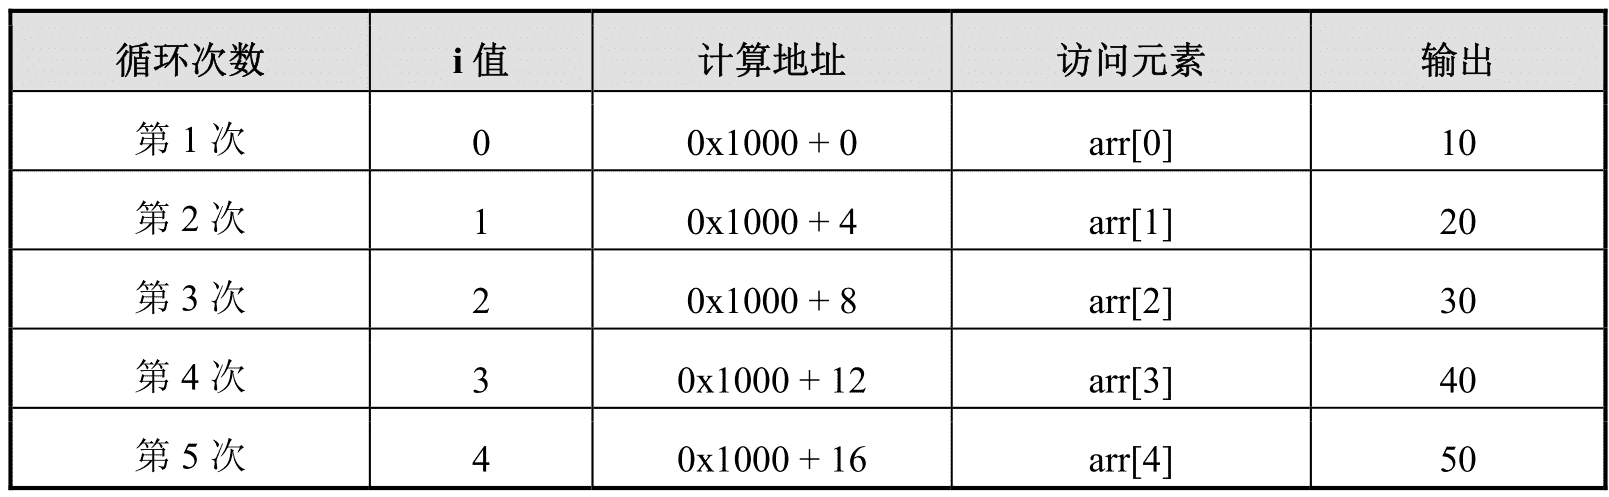 循环次数 i 值 计算地址 访问元素 输出
第 1 次 0 0x1000 + 0 arr[0] 10
第 2 次 1 0x1000 + 4 arr[1] 20
第 3 次 2 0x1000 + 8 arr[2] 30
第 4 次 3 0x1000 + 12 arr[3] 40
第 5 次 4 0x1000 + 16 arr[4] 50